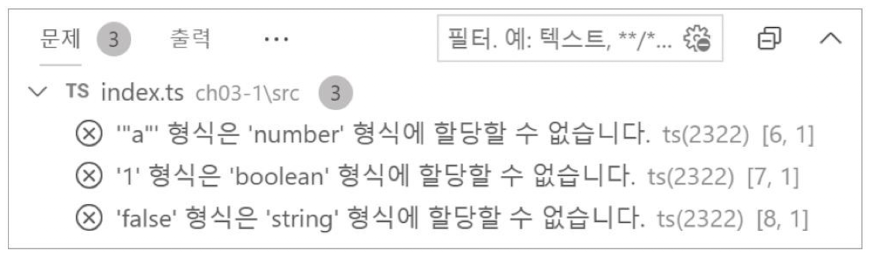 문제 3 출력 ··· 필터. 예: 텍스트, **/*...
TS index.ts ch03-1\src 3
'"a"' 형식은 'number' 형식에 할당할 수 없습니다. ts(2322) [6, 1]
'1' 형식은 'boolean' 형식에 할당할 수 없습니다. ts(2322) [7, 1]
'false' 형식은 'string' 형식에 할당할 수 없습니다. ts(2322) [8, 1]